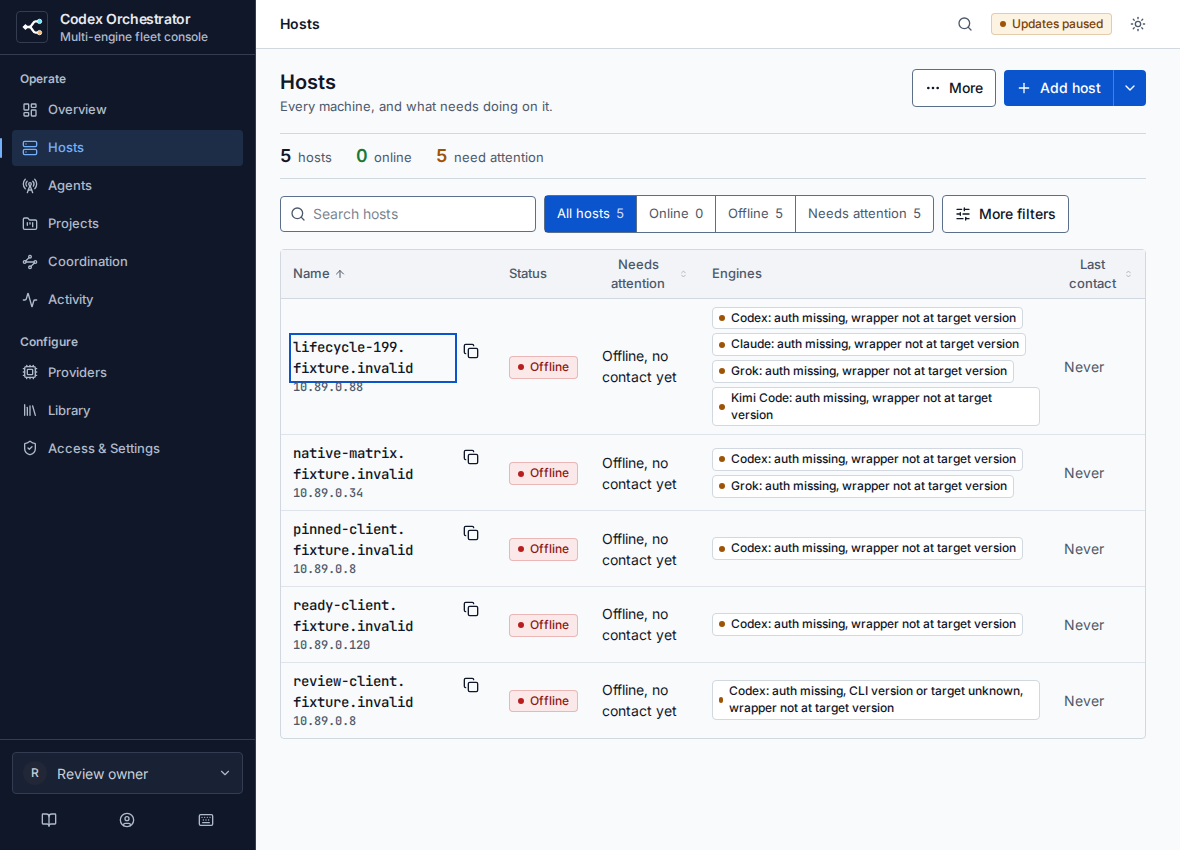 Codex Orchestrator
Multi-engine fleet console
Operate
Overview
Hosts
Agents
Projects
Coordination
Activity
Configure
Providers
Library
Access & Settings
R Review owner
Hosts
Updates paused
Hosts
Every machine, and what needs doing on it.
More
Add host
5 hosts 0 online 5 need attention
Search hosts
All hosts 5 Online 0 Offline 5 Needs attention 5
More filters
Name Status Needs attention Engines Last contact
lifecycle-199.
fixture.invalid
10.89.0.88
Offline
Offline, no
contact yet
Codex: auth missing, wrapper not at target version
Claude: auth missing, wrapper not at target version
Grok: auth missing, wrapper not at target version
Kimi Code: auth missing, wrapper not at target
version
Never
native-matrix.
fixture.invalid
10.89.0.34
Offline
Offline, no
contact yet
Codex: auth missing, wrapper not at target version
Grok: auth missing, wrapper not at target version
Never
pinned-client.
fixture.invalid
10.89.0.8
Offline
Offline, no
contact yet
Codex: auth missing, wrapper not at target version
Never
ready-client.
fixture.invalid
10.89.0.120
Offline
Offline, no
contact yet
Codex: auth missing, wrapper not at target version
Never
review-client.
fixture.invalid
10.89.0.8
Offline
Offline, no
contact yet
Codex: auth missing, CLI version or target unknown,
wrapper not at target version
Never